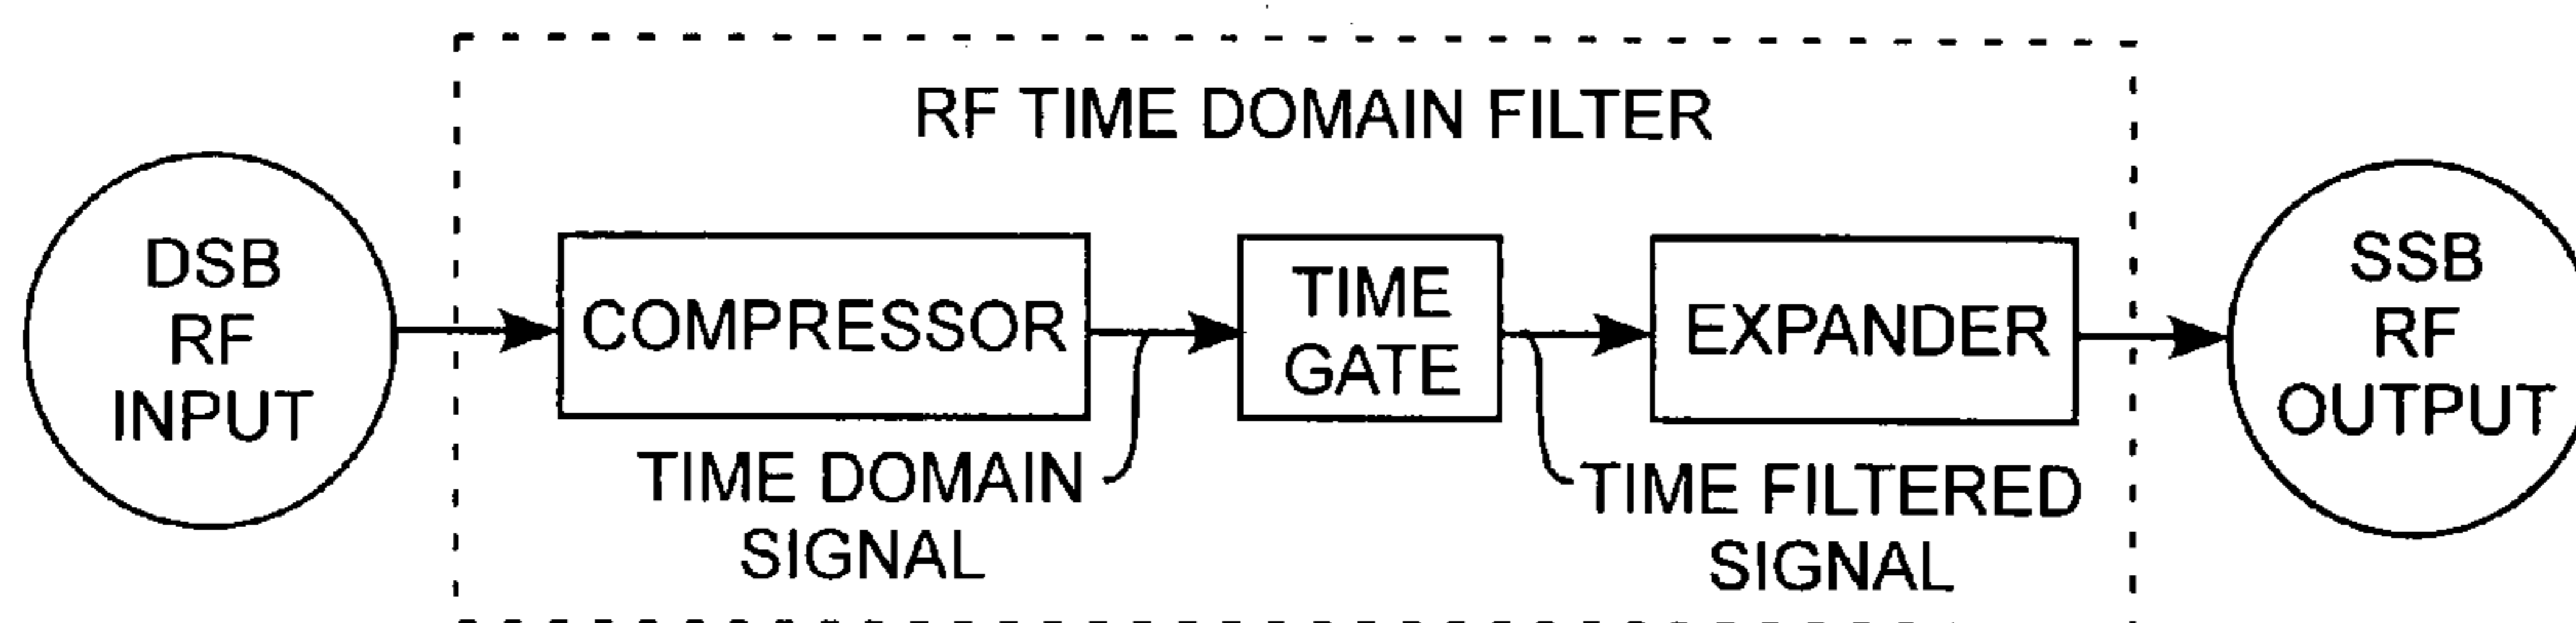 RF TIME DOMAIN FILTER
DSB
RF
INPUT
COMPRESSOR
TIME
GATE
EXPANDER
SSB
RF
OUTPUT
TIME DOMAIN
SIGNAL
TIME FILTERED
SIGNAL